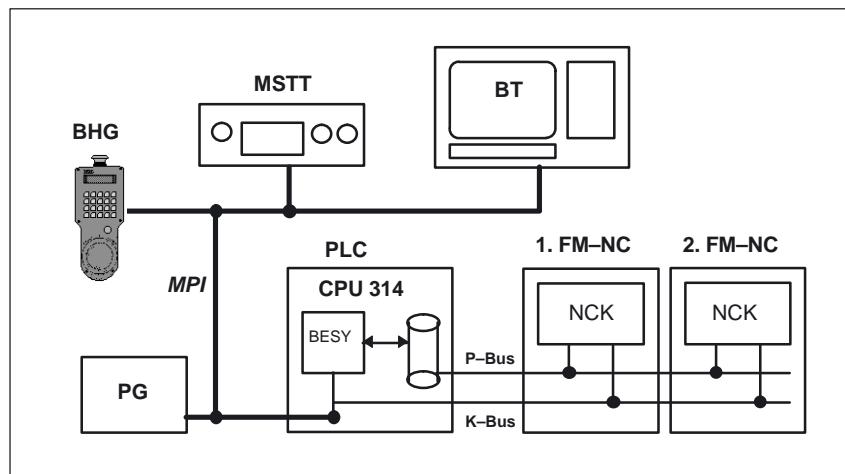 MSTT
BT
BHG
MPI
PLC
1. FM–NC
2. FM–NC
CPU 314
BESY
NCK
NCK
P–Bus
PG
K–Bus